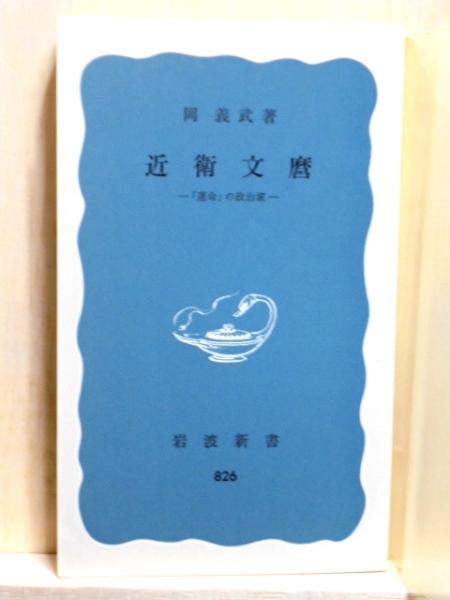 岡義武著
近衛文麿
—「運命」の政治家—
岩波新書
826